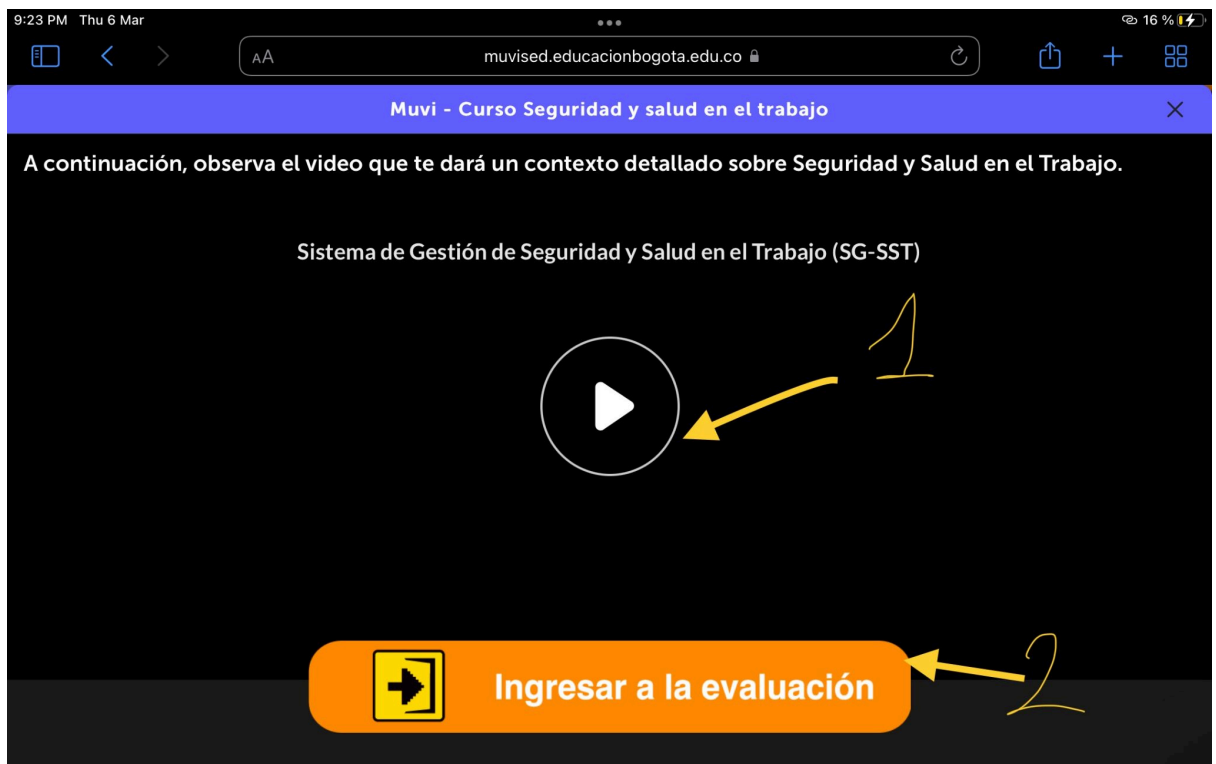 9:23 PM Thu 6 Mar
16 %
AA
muvised.educacionbogota.edu.co
Muvi - Curso Seguridad y salud en el trabajo
A continuación, observa el video que te dará un contexto detallado sobre Seguridad y Salud en el Trabajo.
Sistema de Gestión de Seguridad y Salud en el Trabajo (SG-SST)
1
Ingresar a la evaluación
2